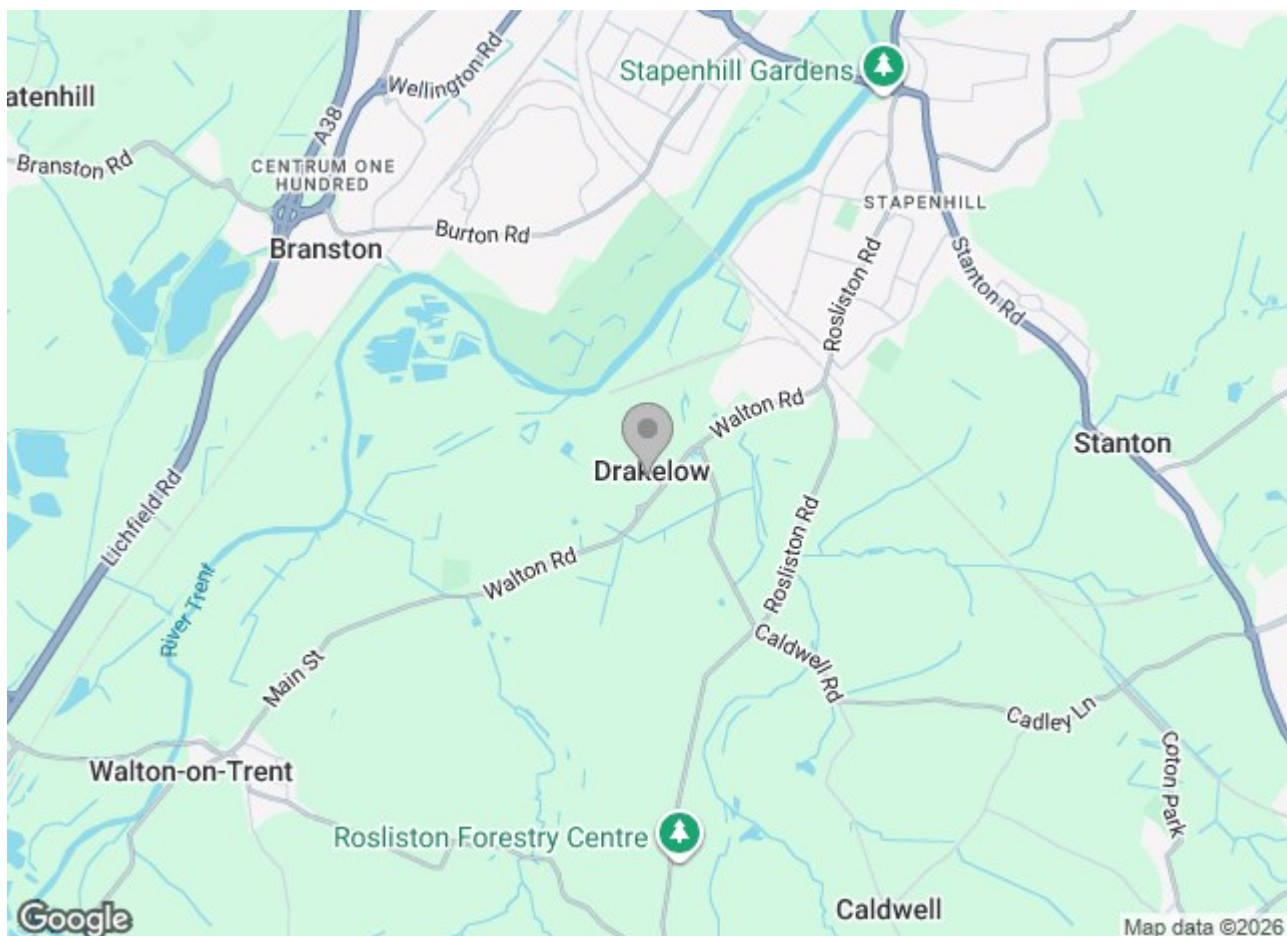 Stapenhill Gardens
Wellington Rd
atenhill
A38
Branston Rd
CENTRUM ONE
HUNDRED
STAPENHILL
Burton Rd
Branston
Rosliston Rd
Stanton Rd
Walton Rd
Stanton
Drakelow
Lichfield Rd
Rosliston Rd
Walton Rd
River Trent
Main St
Caldwell Rd
Cadley Ln
Walton-on-Trent
Coton Park
Rosliston Forestry Centre
Caldwell
Google
Map data ©2026